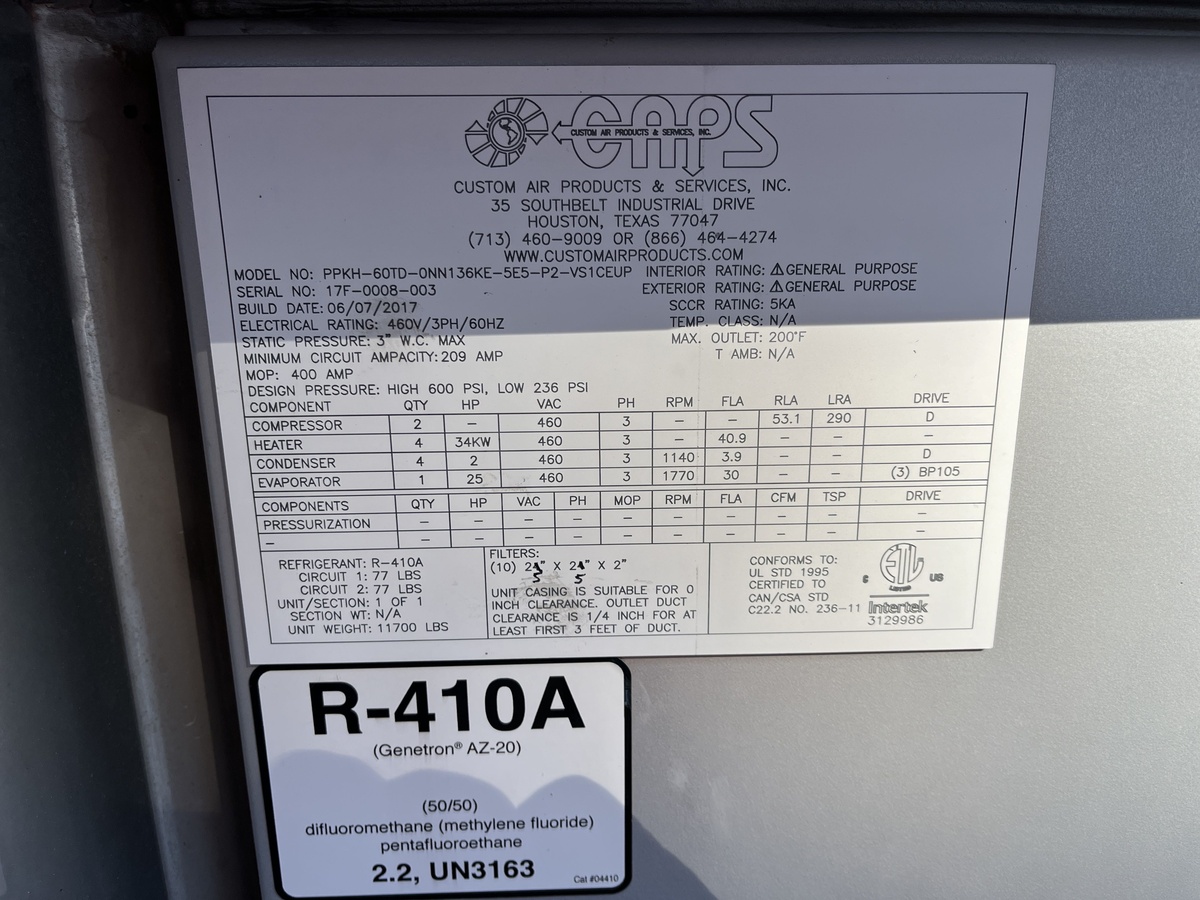 CAPS
CUSTOM AIR PRODUCTS & SERVICES, INC.
CUSTOM AIR PRODUCTS & SERVICES, INC.
35 SOUTHBELT INDUSTRIAL DRIVE
HOUSTON, TEXAS 77047
(713) 460-9009 OR (866) 464-4274
WWW.CUSTOMAIRPRODUCTS.COM
MODEL NO: PPKH-60TD-0NN136KE-5E5-P2-VS1CEUP INTERIOR RATING: ⚠GENERAL PURPOSE
SERIAL NO: 17F-0008-003 EXTERIOR RATING: ⚠GENERAL PURPOSE
BUILD DATE: 06/07/2017 SCCR RATING: 5KA
ELECTRICAL RATING: 460V/3PH/60HZ TEMP. CLASS: N/A
STATIC PRESSURE: 3" W.C. MAX MAX. OUTLET: 200°F
MINIMUM CIRCUIT AMPACITY: 209 AMP T AMB: N/A
MOP: 400 AMP
DESIGN PRESSURE: HIGH 600 PSI, LOW 236 PSI
COMPONENT QTY HP VAC PH RPM FLA RLA LRA DRIVE
COMPRESSOR 2 - 460 3 - - 53.1 290 D
HEATER 4 34KW 460 3 - 40.9 - - -
CONDENSER 4 2 460 3 1140 3.9 - - D
EVAPORATOR 1 25 460 3 1770 30 - - (3) BP105
COMPONENTS QTY HP VAC PH MOP RPM FLA CFM TSP DRIVE
PRESSURIZATION - - - - - - - - - -
- - - - - - - - - - -
REFRIGERANT: R-410A
CIRCUIT 1: 77 LBS
CIRCUIT 2: 77 LBS
UNIT/SECTION: 1 OF 1
SECTION WT: N/A
UNIT WEIGHT: 11700 LBS
FILTERS:
(10) 2" X 2" X 2"
5 5
UNIT CASING IS SUITABLE FOR 0
INCH CLEARANCE. OUTLET DUCT
CLEARANCE IS 1/4 INCH FOR AT
LEAST FIRST 3 FEET OF DUCT.
CONFORMS TO:
UL STD 1995
CERTIFIED TO
CAN/CSA STD
C22.2 NO. 236-11
ETL
C US
LISTED
Intertek
3129986
R-410A
(Genetron® AZ-20)
(50/50)
difluoromethane (methylene fluoride)
pentafluoroethane
2.2, UN3163
Cat #04410